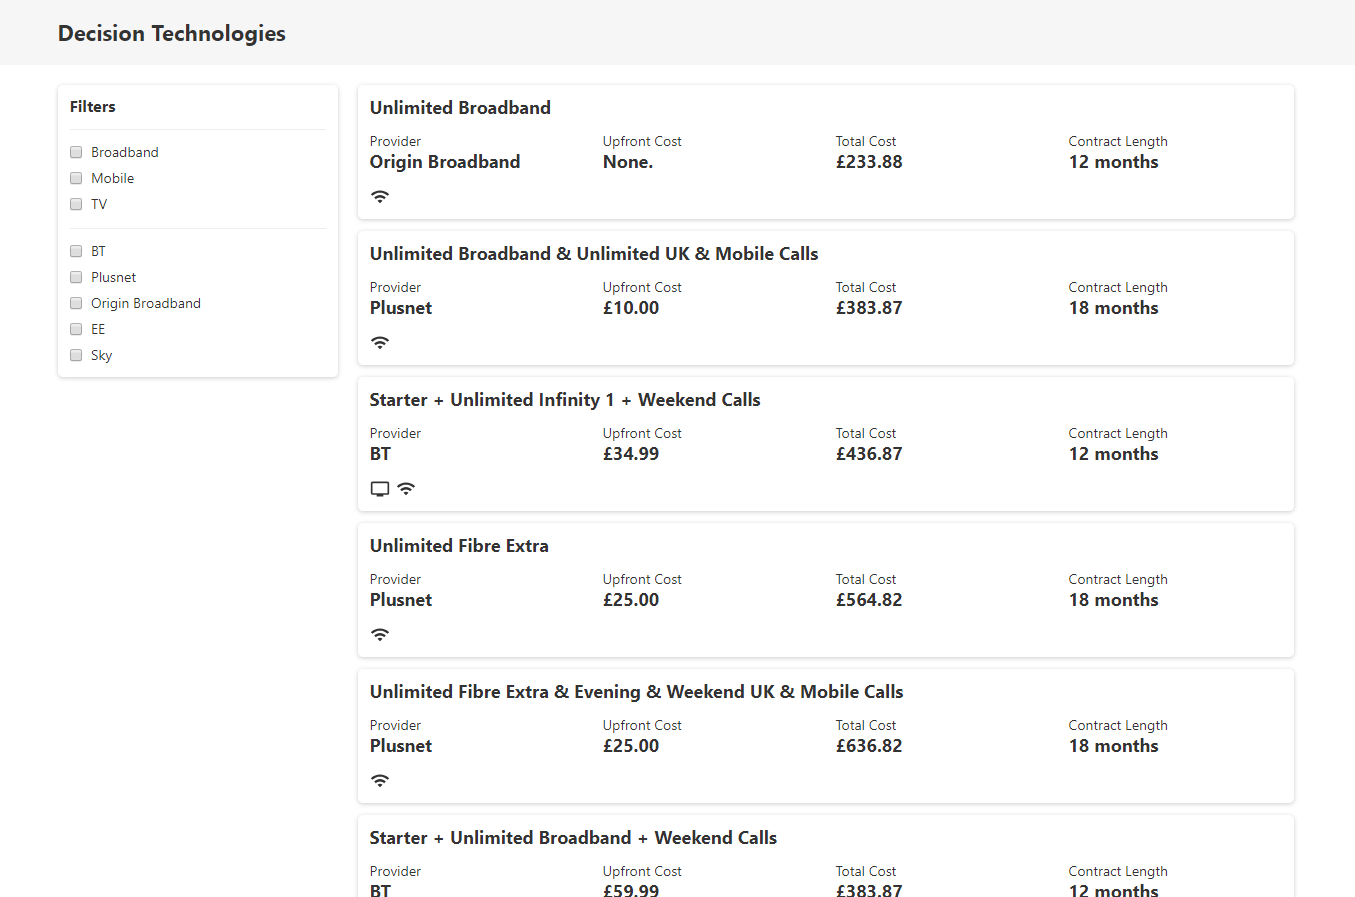 Decision Technologies
Filters
Broadband
Mobile
TV
BT
Plusnet
Origin Broadband
EE
Sky
Unlimited Broadband
Provider Upfront Cost Total Cost Contract Length
Origin Broadband None. £233.88 12 months
Unlimited Broadband & Unlimited UK & Mobile Calls
Provider Upfront Cost Total Cost Contract Length
Plusnet £10.00 £383.87 18 months
Starter + Unlimited Infinity 1 + Weekend Calls
Provider Upfront Cost Total Cost Contract Length
BT £34.99 £436.87 12 months
Unlimited Fibre Extra
Provider Upfront Cost Total Cost Contract Length
Plusnet £25.00 £564.82 18 months
Unlimited Fibre Extra & Evening & Weekend UK & Mobile Calls
Provider Upfront Cost Total Cost Contract Length
Plusnet £25.00 £636.82 18 months
Starter + Unlimited Broadband + Weekend Calls
Provider Upfront Cost Total Cost Contract Length
BT £59.99 £383.87 12 months